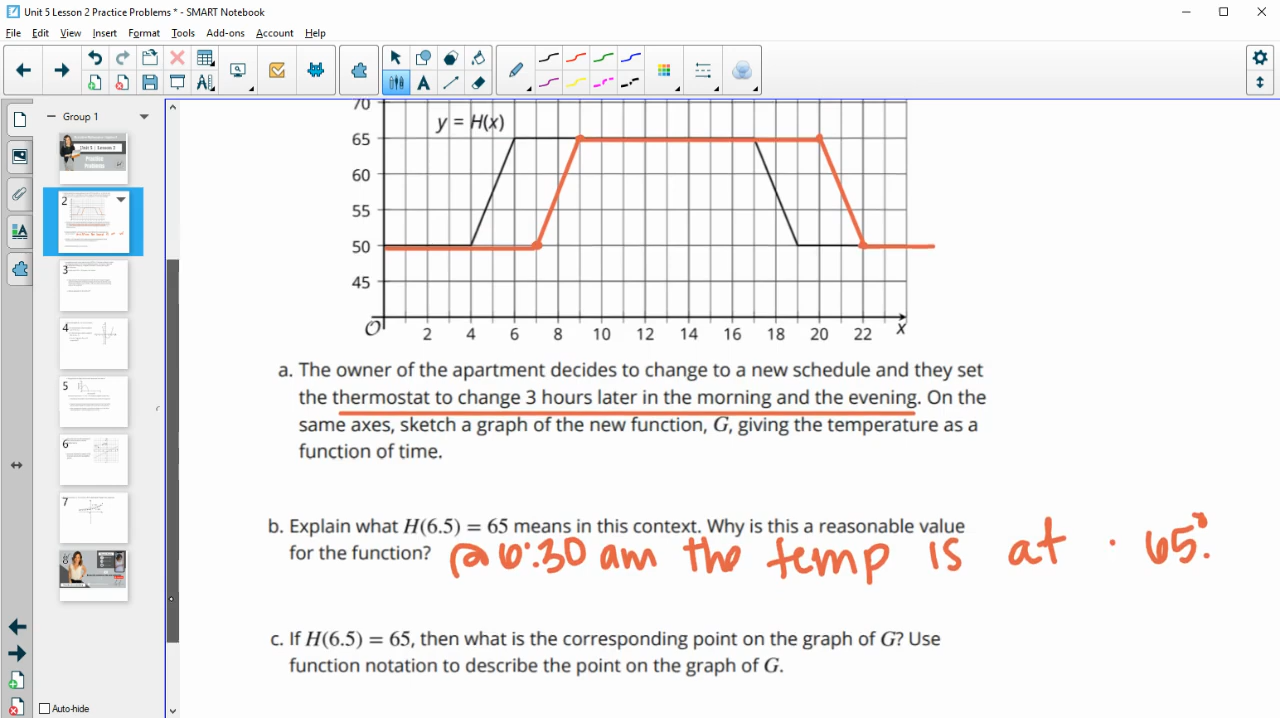 Unit 5 Lesson 2 Practice Problems * - SMART Notebook
File Edit View Insert Format Tools Add-ons Account Help
Group 1
2
3
4
5
6
7
8
Auto-hide
70
65
60
55
50
45
y = H(x)
O 2 4 6 8 10 12 14 16 18 20 22 x
a. The owner of the apartment decides to change to a new schedule and they set
the thermostat to change 3 hours later in the morning and the evening. On the
same axes, sketch a graph of the new function, G, giving the temperature as a
function of time.
b. Explain what H(6.5) = 65 means in this context. Why is this a reasonable value
for the function? @ 6:30 am the temp is at 65°.
c. If H(6.5) = 65, then what is the corresponding point on the graph of G? Use
function notation to describe the point on the graph of G.